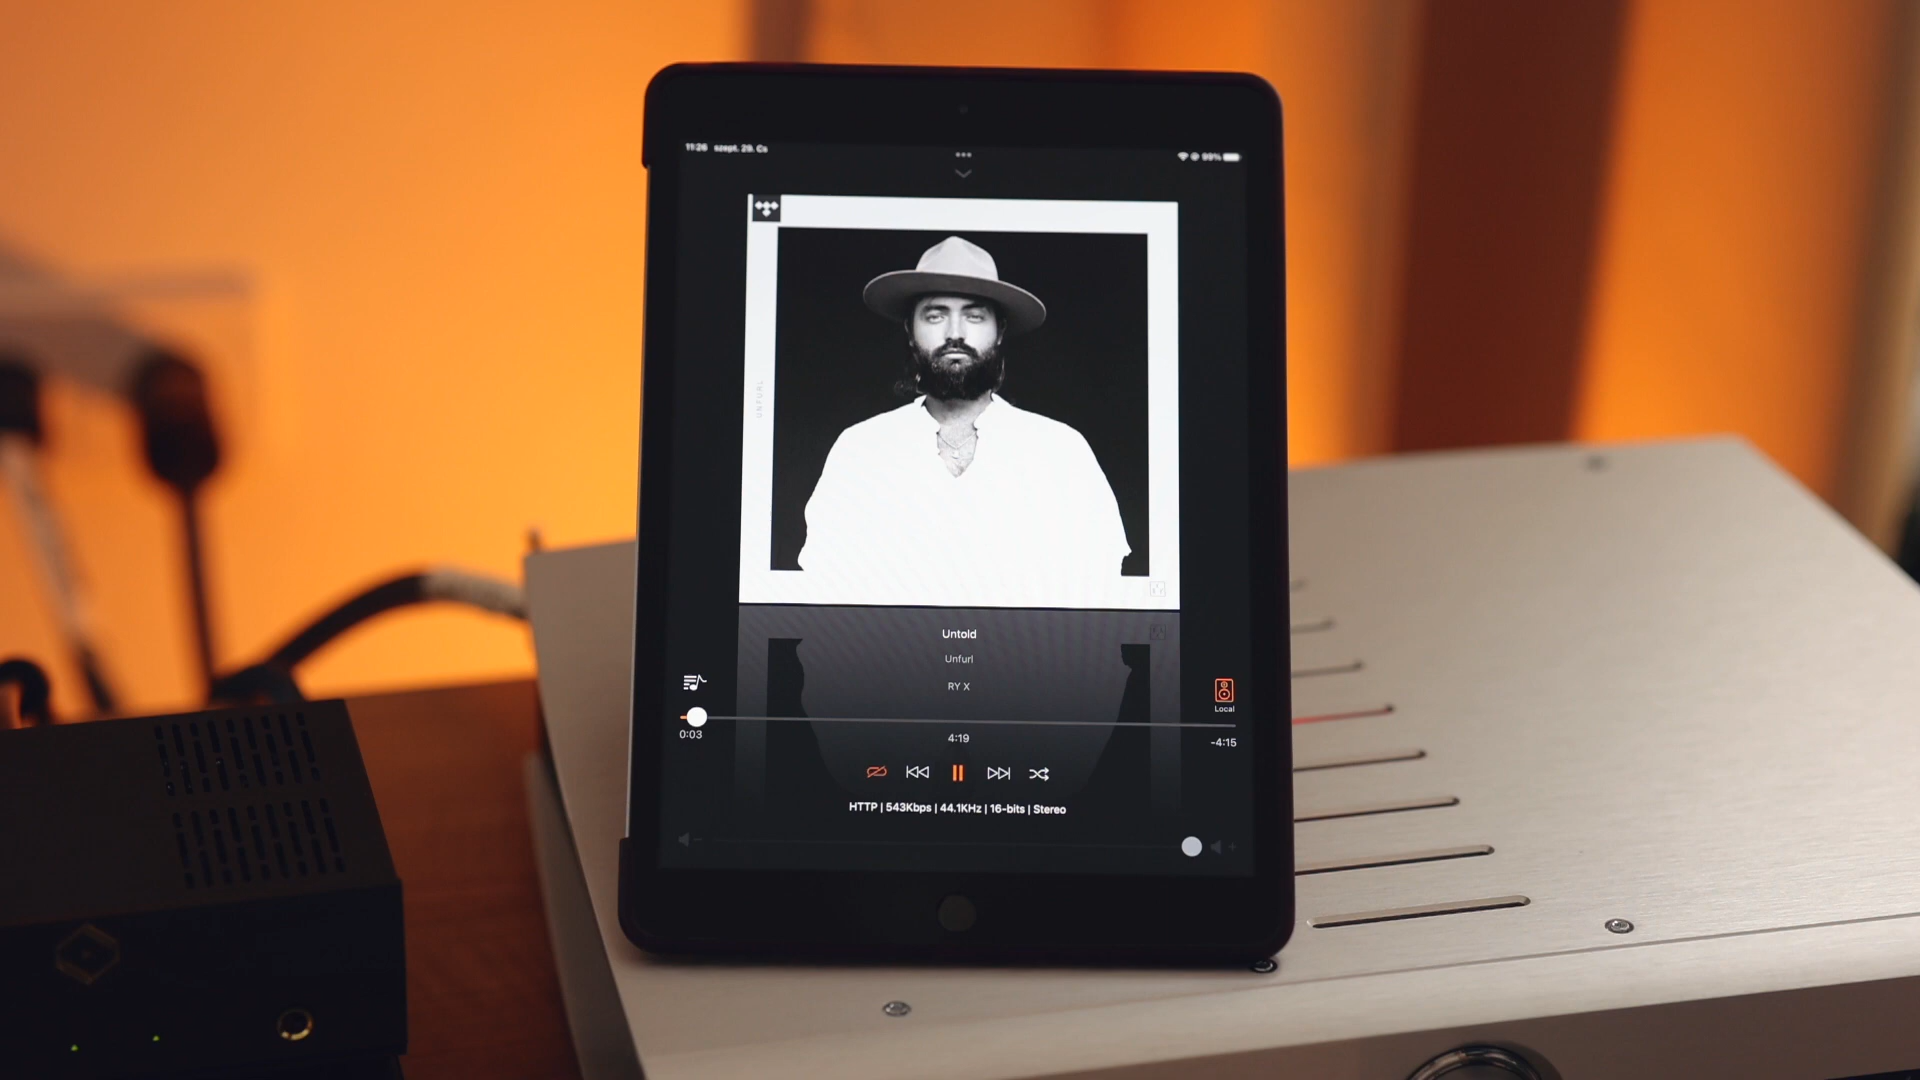 11:26 szept. 29. Cs
99%
UNFURL
Untold
Unfurl
RY X
Local
0:03
4:19
-4:15
HTTP | 543Kbps | 44.1KHz | 16-bits | Stereo